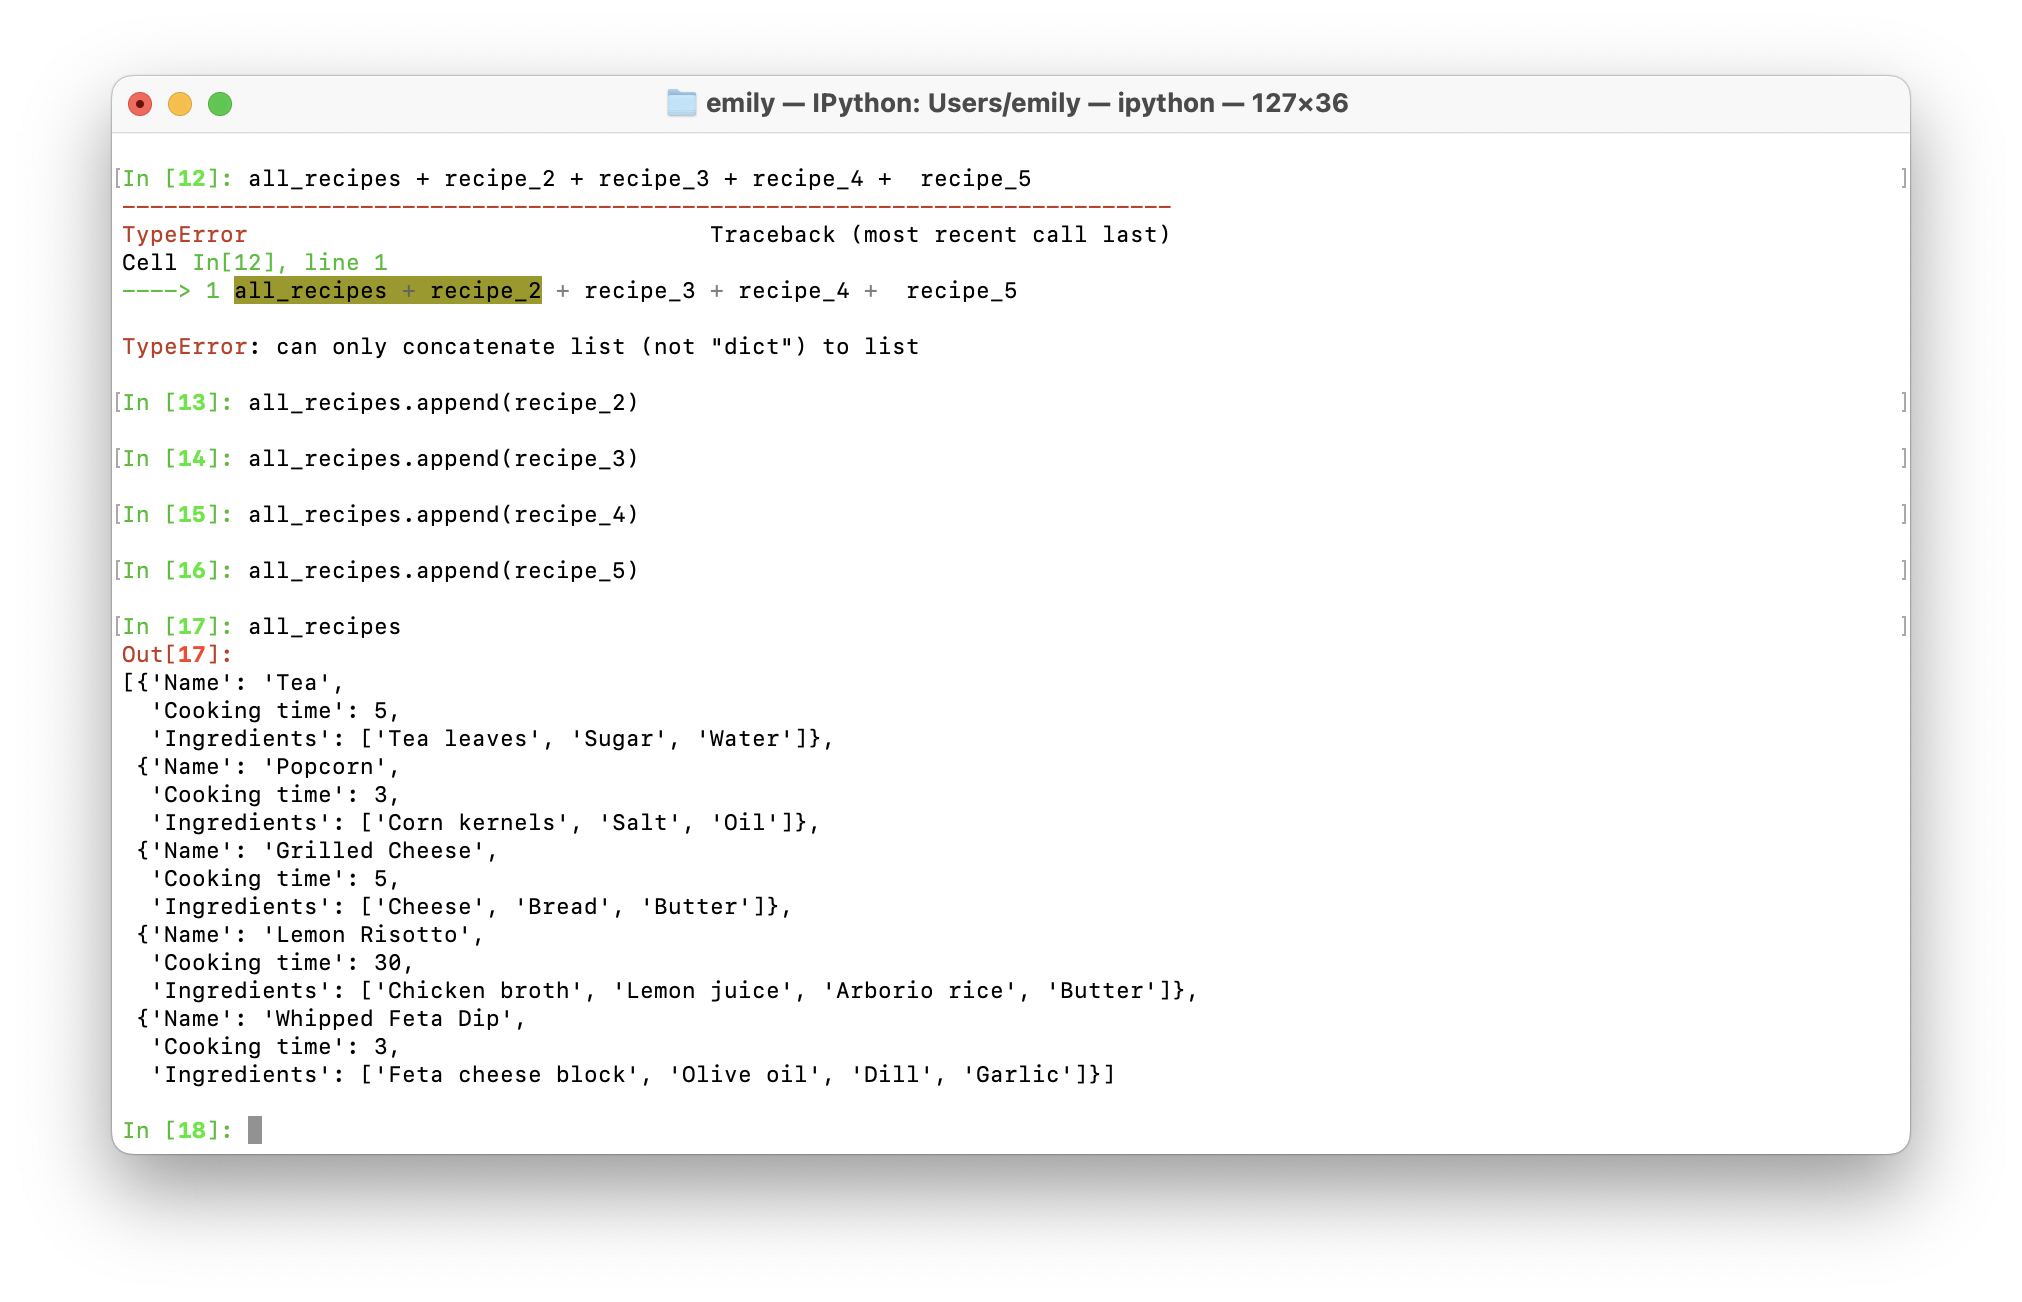 emily — IPython: Users/emily — ipython — 127×36
[In [12]: all_recipes + recipe_2 + recipe_3 + recipe_4 +  recipe_5 ]
---------------------------------------------------------------------------
TypeError                                 Traceback (most recent call last)
Cell In[12], line 1
----> 1 all_recipes + recipe_2 + recipe_3 + recipe_4 +  recipe_5
TypeError: can only concatenate list (not "dict") to list
[In [13]: all_recipes.append(recipe_2) ]
[In [14]: all_recipes.append(recipe_3) ]
[In [15]: all_recipes.append(recipe_4) ]
[In [16]: all_recipes.append(recipe_5) ]
[In [17]: all_recipes ]
Out[17]:
[{'Name': 'Tea',
  'Cooking time': 5,
  'Ingredients': ['Tea leaves', 'Sugar', 'Water']},
 {'Name': 'Popcorn',
  'Cooking time': 3,
  'Ingredients': ['Corn kernels', 'Salt', 'Oil']},
 {'Name': 'Grilled Cheese',
  'Cooking time': 5,
  'Ingredients': ['Cheese', 'Bread', 'Butter']},
 {'Name': 'Lemon Risotto',
  'Cooking time': 30,
  'Ingredients': ['Chicken broth', 'Lemon juice', 'Arborio rice', 'Butter']},
 {'Name': 'Whipped Feta Dip',
  'Cooking time': 3,
  'Ingredients': ['Feta cheese block', 'Olive oil', 'Dill', 'Garlic']}]
In [18]: